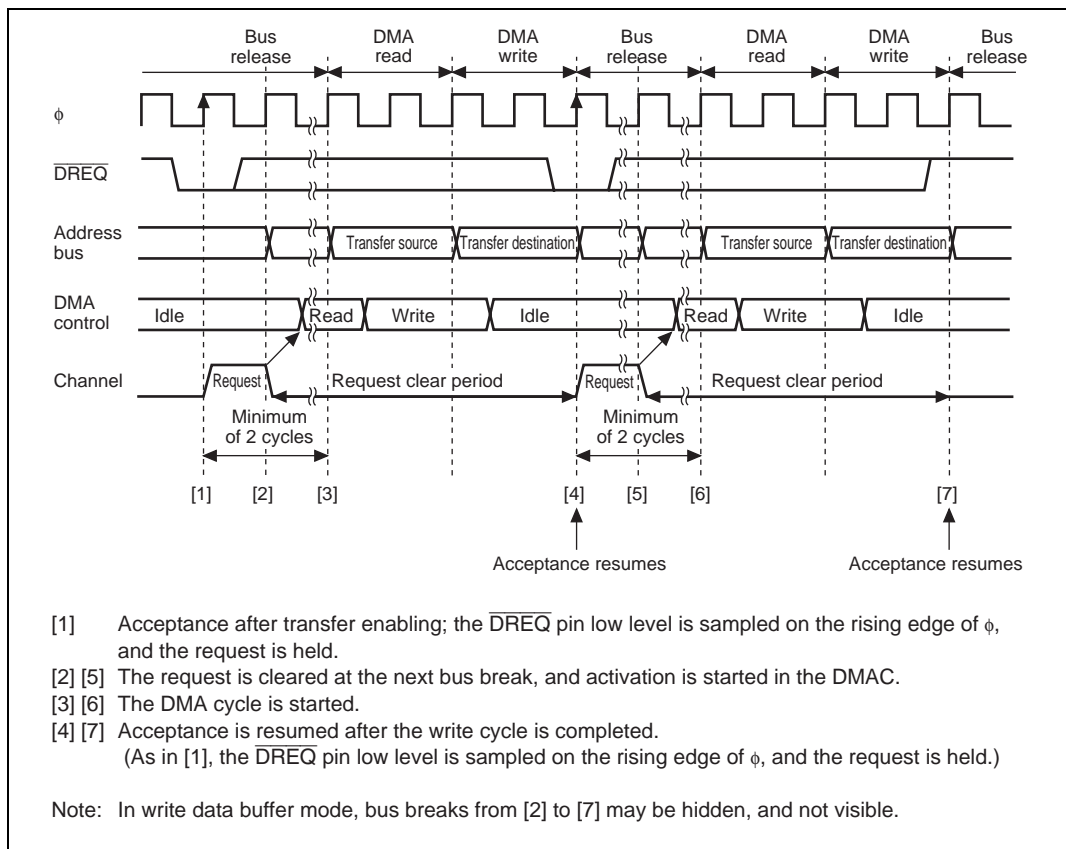 Bus release DMA read DMA write Bus release DMA read DMA write Bus release
φ
DREQ
Address bus Transfer source Transfer destination Transfer source Transfer destination
DMA control Idle Read Write Idle Read Write Idle
Channel Request Request clear period Request Request clear period
Minimum of 2 cycles Minimum of 2 cycles
[1] [2] [3] [4] [5] [6] [7]
Acceptance resumes Acceptance resumes
[1] Acceptance after transfer enabling; the DREQ pin low level is sampled on the rising edge of φ,
and the request is held.
[2] [5] The request is cleared at the next bus break, and activation is started in the DMAC.
[3] [6] The DMA cycle is started.
[4] [7] Acceptance is resumed after the write cycle is completed.
(As in [1], the DREQ pin low level is sampled on the rising edge of φ, and the request is held.)
Note: In write data buffer mode, bus breaks from [2] to [7] may be hidden, and not visible.